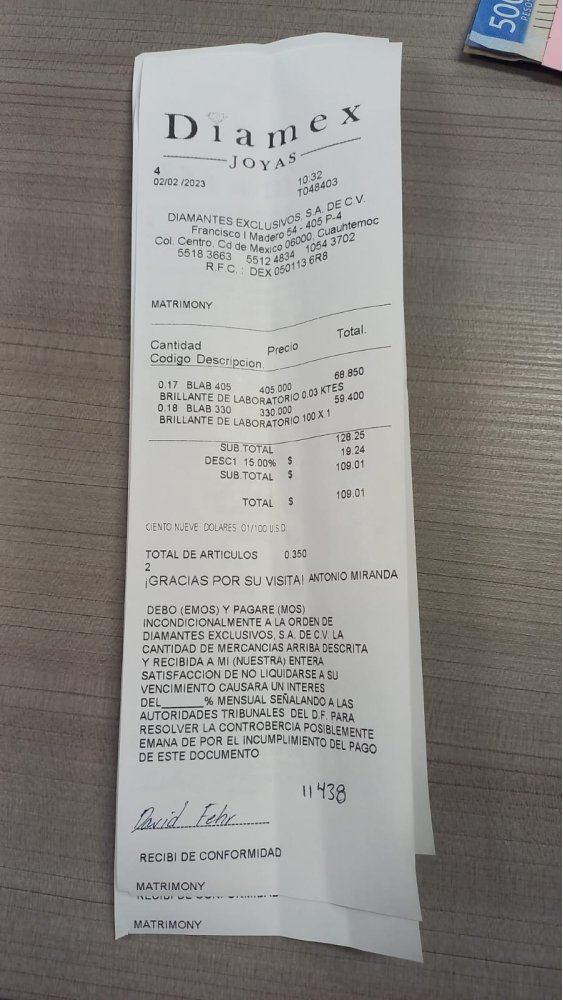 500
PESOS
Diamex
JOYAS
4
02/02 /2023
10:32
T048403
DIAMANTES EXCLUSIVOS, S.A. DE C.V.
Francisco I Madero 54 - 405 P-4
Col. Centro, Cd de Mexico 06000, Cuauhtemoc
5518 3663 5512 4834 1054 3702
R.F.C. : DEX 050113 6R8
MATRIMONY
Cantidad Precio Total.
Codigo Descripcion.
0.17 BLAB 405 405.000 68.850
BRILLANTE DE LABORATORIO 0.03 KTES
0.18 BLAB 330 330.000 59.400
BRILLANTE DE LABORATORIO 100 X 1
SUB.TOTAL 128.25
DESC1 15.00% $ 19.24
SUB.TOTAL $ 109.01
TOTAL $ 109.01
CIENTO NUEVE DOLARES 01/100 U.S.D.
TOTAL DE ARTICULOS 0.350
2
¡GRACIAS POR SU VISITA! ANTONIO MIRANDA
DEBO (EMOS) Y PAGARE (MOS)
INCONDICIONALMENTE A LA ORDEN DE
DIAMANTES EXCLUSIVOS, S.A. DE C.V. LA
CANTIDAD DE MERCANCIAS ARRIBA DESCRITA
Y RECIBIDA A MI (NUESTRA) ENTERA
SATISFACCION DE NO LIQUIDARSE A SU
VENCIMIENTO CAUSARA UN INTERES
DEL______% MENSUAL SEÑALANDO A LAS
AUTORIDADES TRIBUNALES DEL D.F. PARA
RESOLVER LA CONTROBERCIA POSIBLEMENTE
EMANA DE POR EL INCUMPLIMIENTO DEL PAGO
DE ESTE DOCUMENTO
11438
David Fehr
RECIBI DE CONFORMIDAD
MATRIMONY
RECIBI DE CONFORMIDAD
MATRIMONY